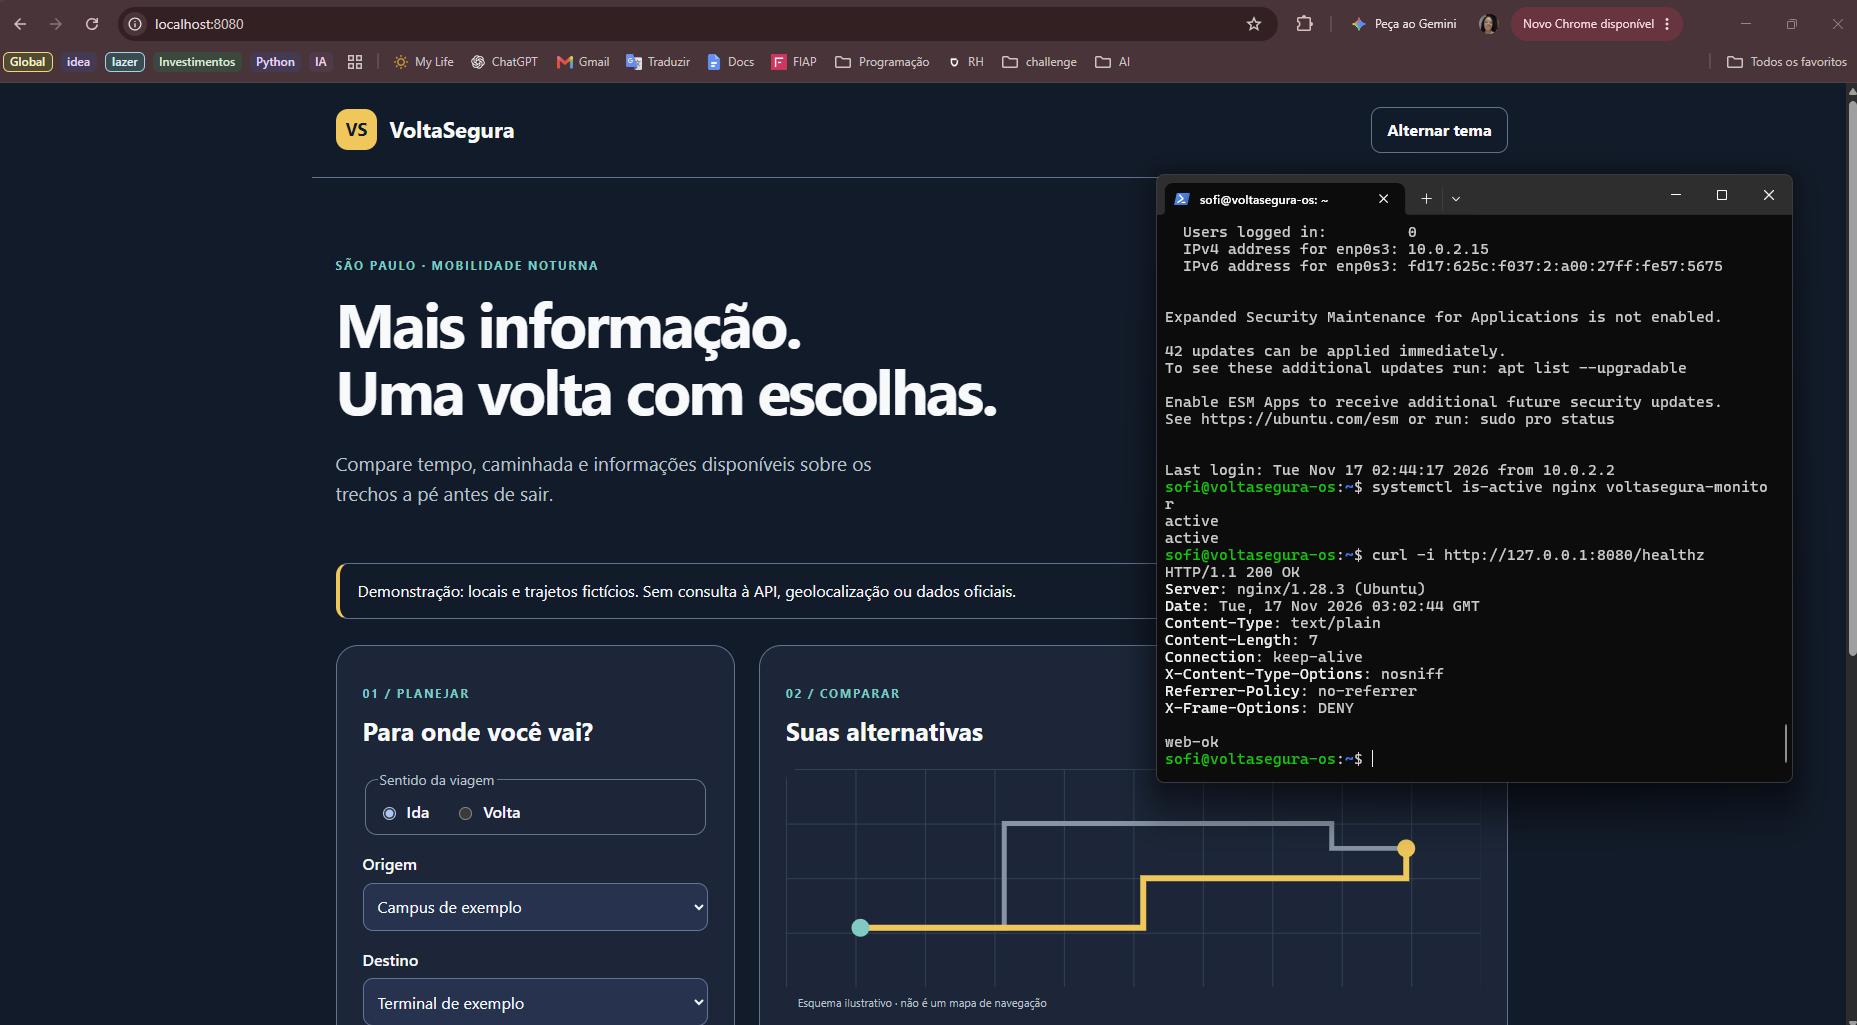 localhost:8080
Peça ao Gemini
Novo Chrome disponível
Global
idea
lazer
Investimentos
Python
IA
My Life
ChatGPT
Gmail
Traduzir
Docs
FIAP
Programação
RH
challenge
AI
Todos os favoritos
VS
VoltaSegura
Alternar tema
SÃO PAULO · MOBILIDADE NOTURNA
Mais informação.
Uma volta com escolhas.
Compare tempo, caminhada e informações disponíveis sobre os
trechos a pé antes de sair.
Demonstração: locais e trajetos fictícios. Sem consulta à API, geolocalização ou dados oficiais.
01 / PLANEJAR
Para onde você vai?
Sentido da viagem
Ida
Volta
Origem
Campus de exemplo
Destino
Terminal de exemplo
02 / COMPARAR
Suas alternativas
Esquema ilustrativo · não é um mapa de navegação
sofi@voltasegura-os: ~
Users logged in: 0
IPv4 address for enp0s3: 10.0.2.15
IPv6 address for enp0s3: fd17:625c:f037:2:a00:27ff:fe57:5675
Expanded Security Maintenance for Applications is not enabled.
42 updates can be applied immediately.
To see these additional updates run: apt list --upgradable
Enable ESM Apps to receive additional future security updates.
See https://ubuntu.com/esm or run: sudo pro status
Last login: Tue Nov 17 02:44:17 2026 from 10.0.2.2
sofi@voltasegura-os:~$ systemctl is-active nginx voltasegura-monito
r
active
active
sofi@voltasegura-os:~$ curl -i http://127.0.0.1:8080/healthz
HTTP/1.1 200 OK
Server: nginx/1.28.3 (Ubuntu)
Date: Tue, 17 Nov 2026 03:02:44 GMT
Content-Type: text/plain
Content-Length: 7
Connection: keep-alive
X-Content-Type-Options: nosniff
Referrer-Policy: no-referrer
X-Frame-Options: DENY
web-ok
sofi@voltasegura-os:~$